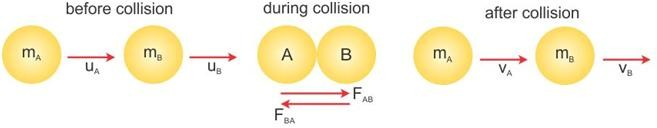 before collision
during collision
after collision
mA
uA
mB
uB
A
B
FAB
FBA
mA
vA
mB
vB